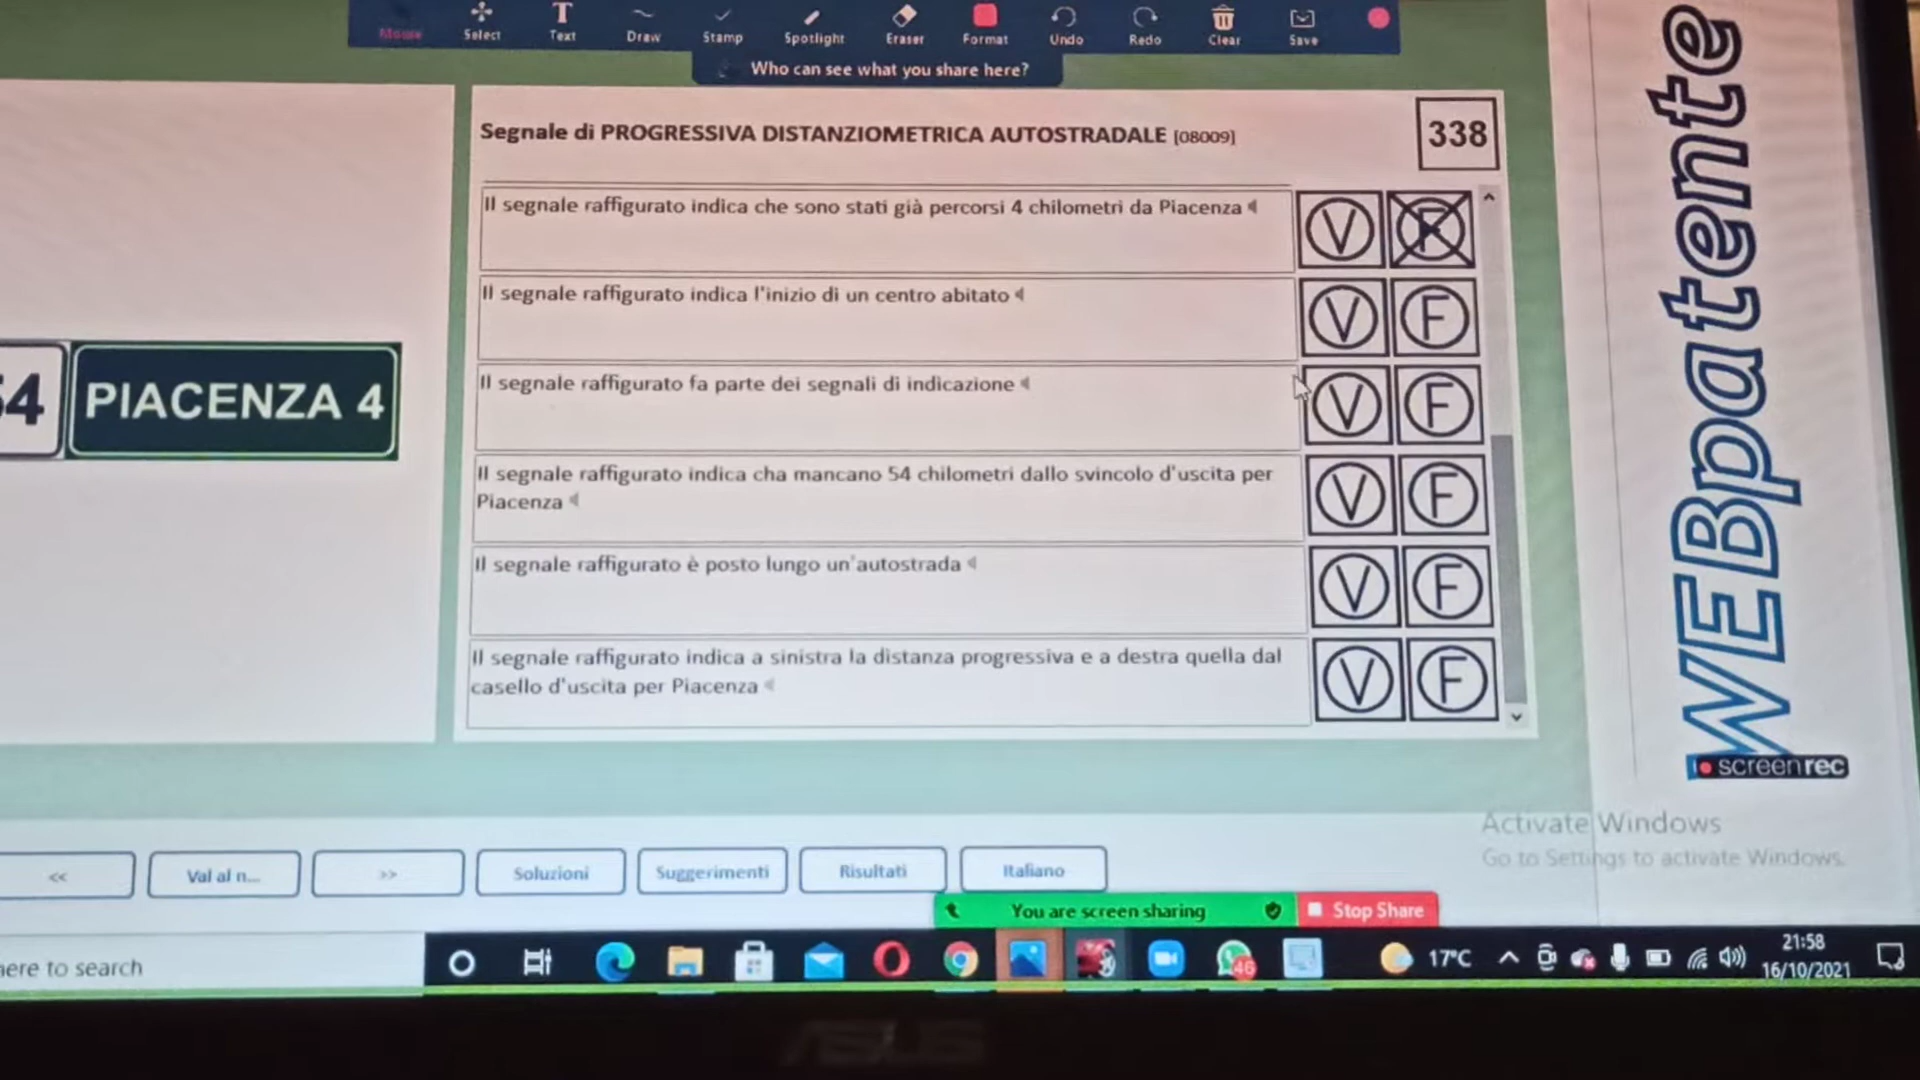 Mouse
Select
Text
Draw
Stamp
Spotlight
Eraser
Format
Undo
Redo
Clear
Save
Who can see what you share here?
Segnale di PROGRESSIVA DISTANZIOMETRICA AUTOSTRADALE [08009]
338
Il segnale raffigurato indica che sono stati già percorsi 4 chilometri da Piacenza
V F
Il segnale raffigurato indica l'inizio di un centro abitato
V F
Il segnale raffigurato fa parte dei segnali di indicazione
V F
54
PIACENZA 4
Il segnale raffigurato indica cha mancano 54 chilometri dallo svincolo d'uscita per
Piacenza
V F
Il segnale raffigurato è posto lungo un'autostrada
V F
Il segnale raffigurato indica a sinistra la distanza progressiva e a destra quella dal
casello d'uscita per Piacenza
V F
WEBpatente
screenrec
Activate Windows
Go to Settings to activate Windows.
<<
Vai al n...
>>
Soluzioni
Suggerimenti
Risultati
Italiano
You are screen sharing
Stop Share
here to search
46
17°C
21:58
16/10/2021
ASUS